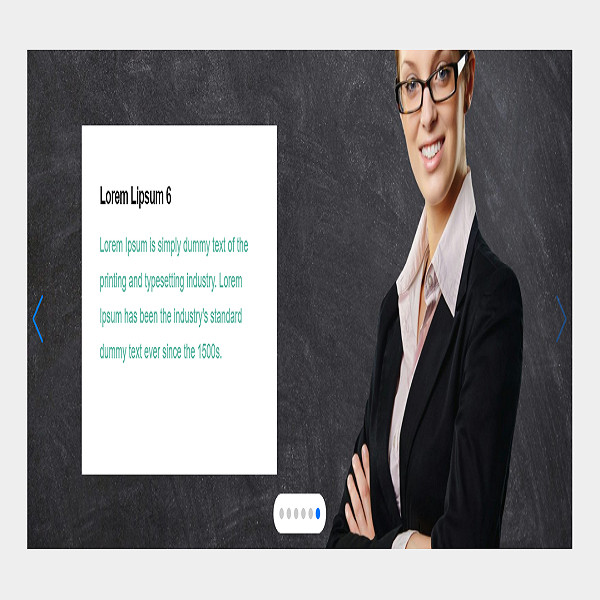 Lorem Lipsum 6
Lorem Ipsum is simply dummy text of the
printing and typesetting industry. Lorem
Ipsum has been the industry's standard
dummy text ever since the 1500s.